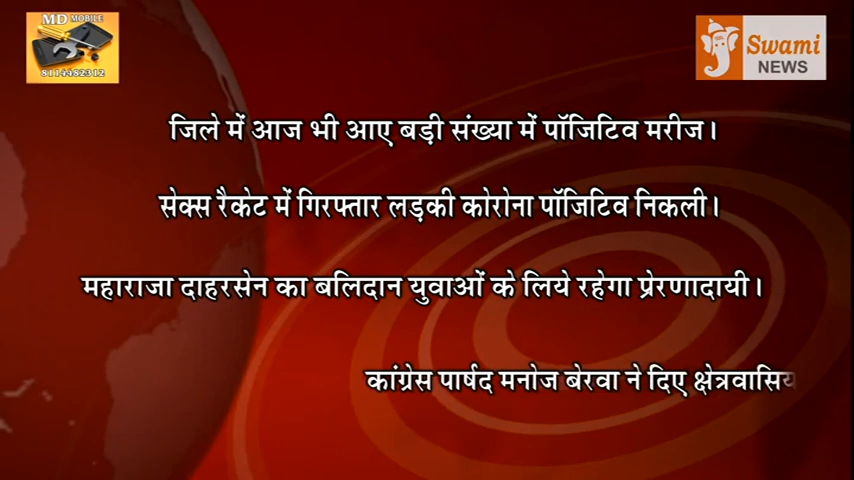 MD MOBILE
Swami
NEWS
जिले में आज भी आए बड़ी संख्या में पॉजिटिव मरीज।
सेक्स रैकेट में गिरफ्तार लड़की कोरोना पॉजिटिव निकली।
महाराजा दाहरसेन का बलिदान युवाओं के लिये रहेगा प्रेरणादायी।
कांग्रेस पार्षद मनोज बेरवा ने दिए